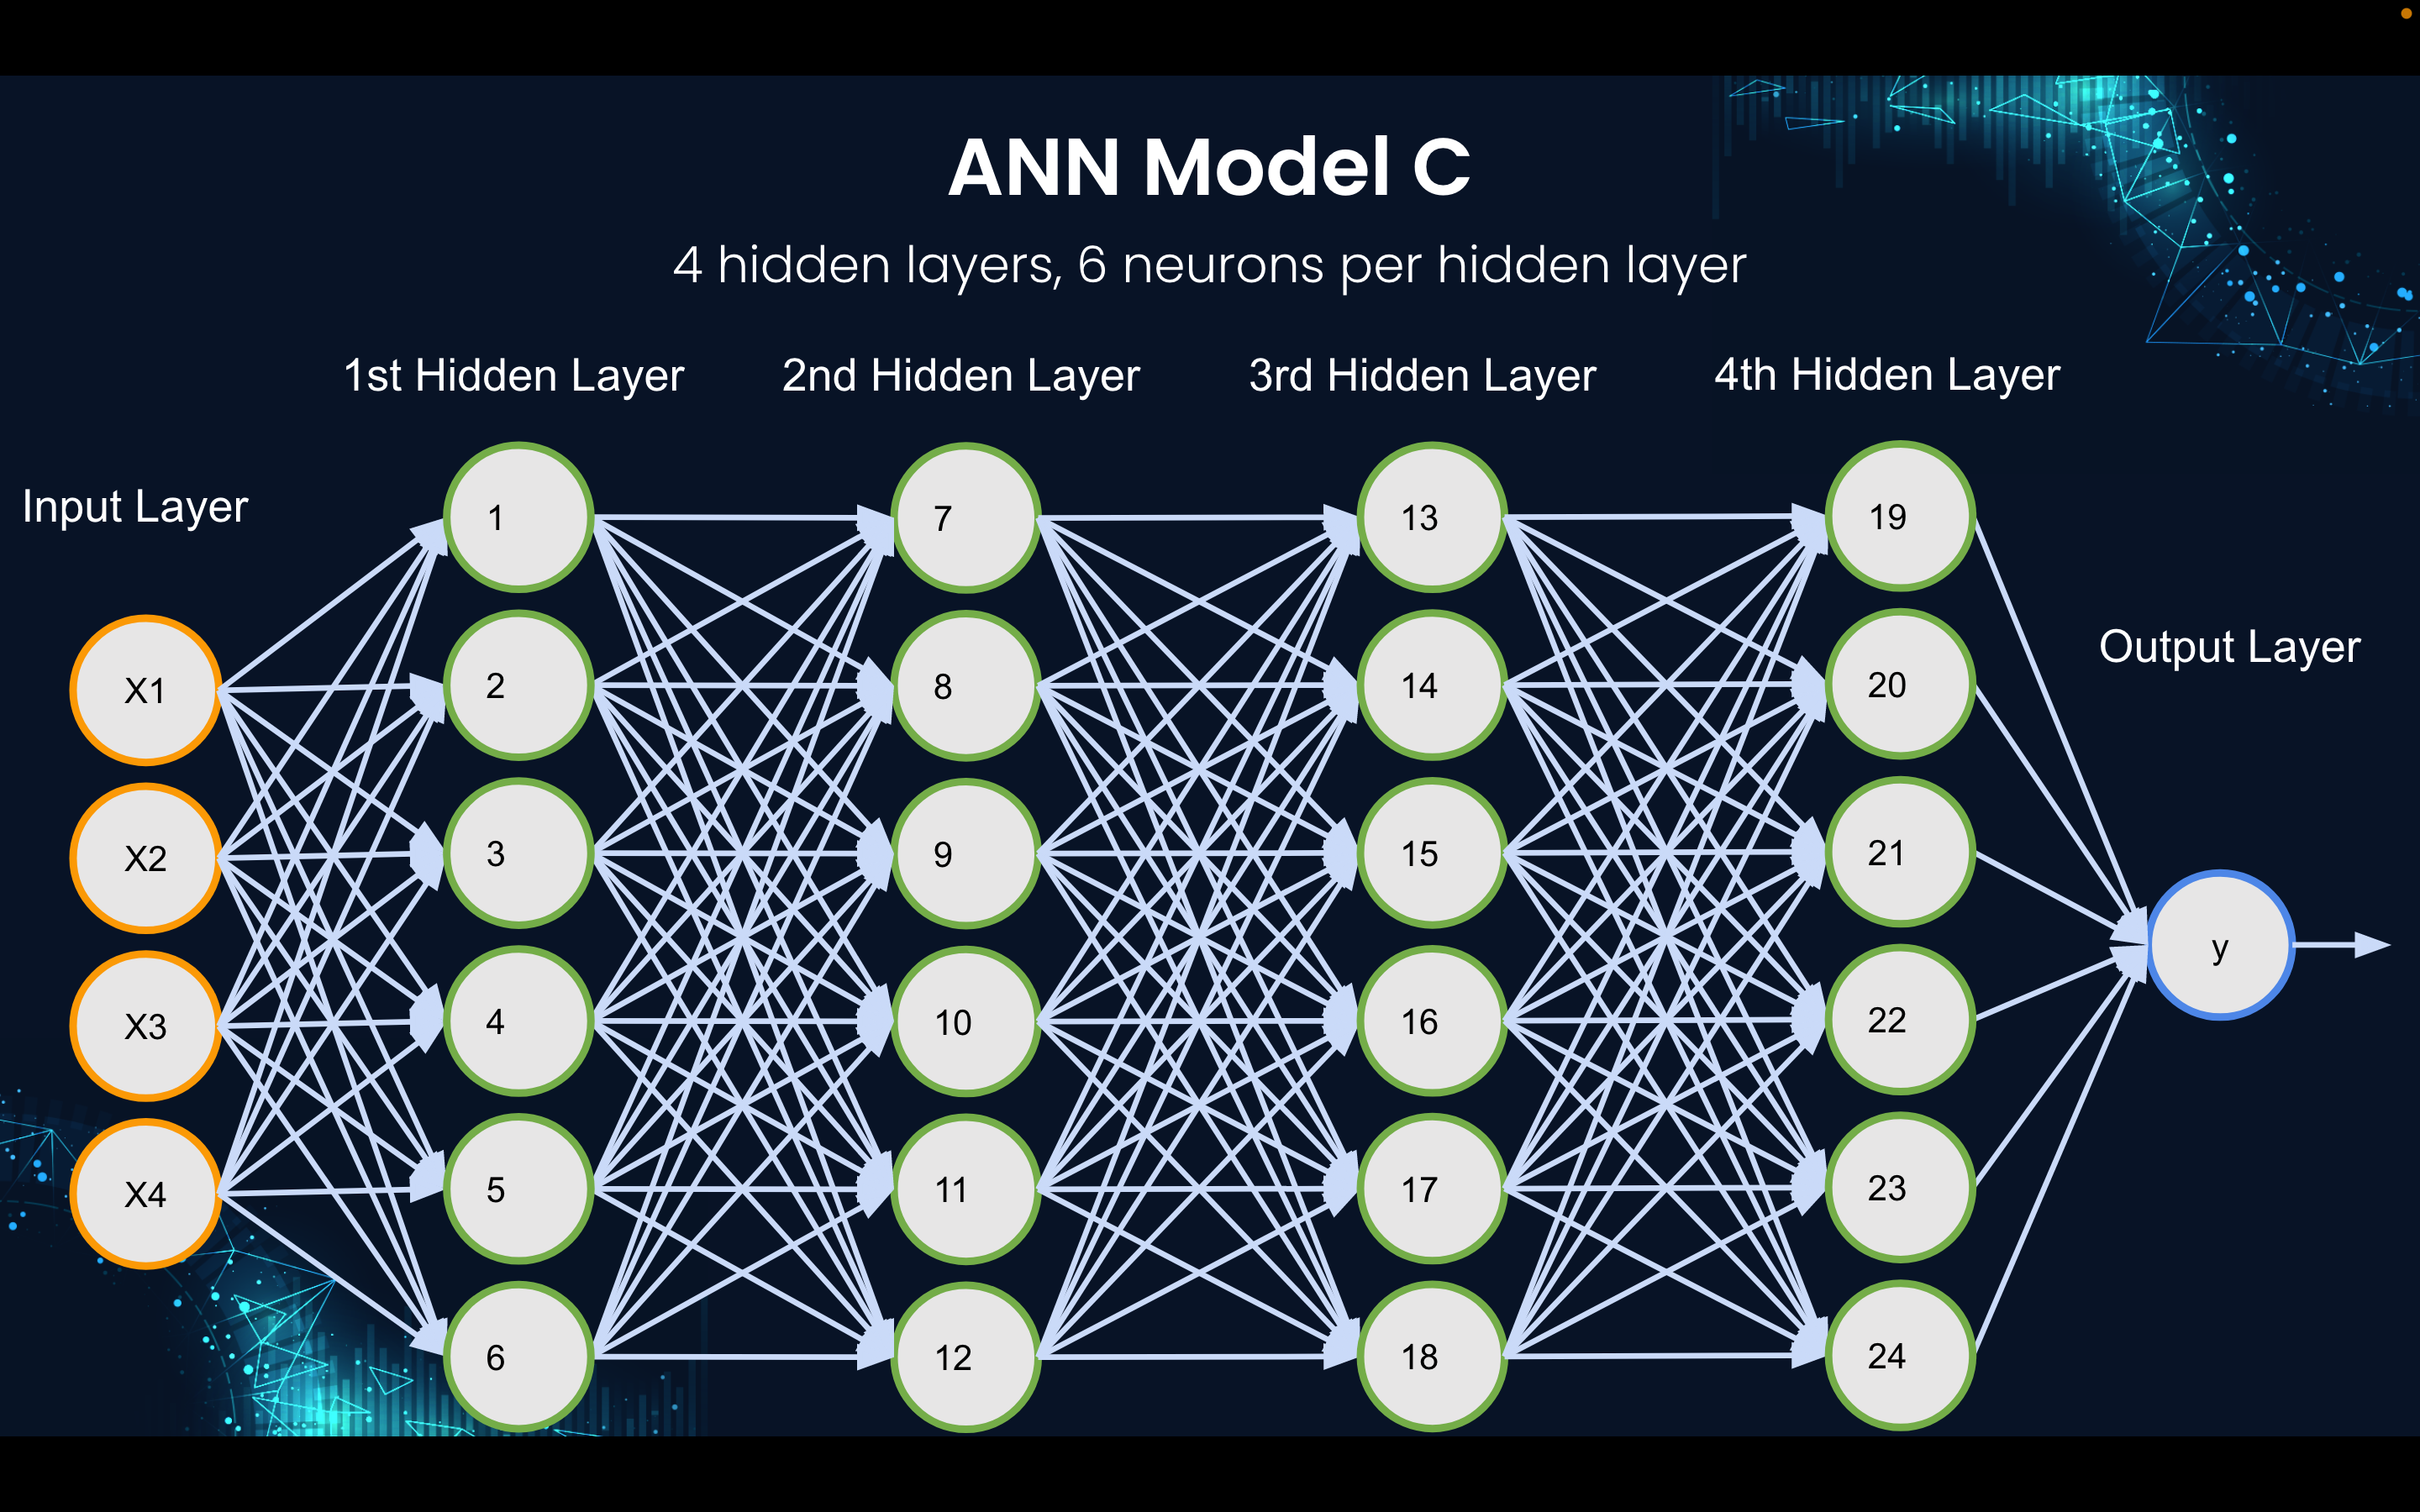 ANN Model C
4 hidden layers, 6 neurons per hidden layer
1st Hidden Layer
2nd Hidden Layer
3rd Hidden Layer
4th Hidden Layer
Input Layer
Output Layer
X1
X2
X3
X4
1
2
3
4
5
6
7
8
9
10
11
12
13
14
15
16
17
18
19
20
21
22
23
24
y